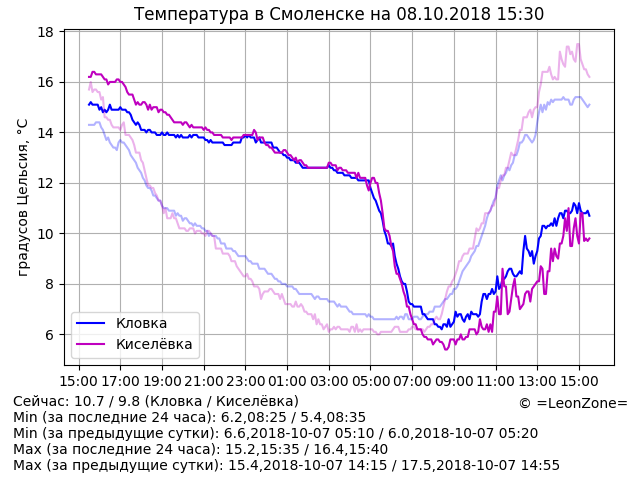 Температура в Смоленске на 08.10.2018 15:30
18
16
14
12
10
8
6
градусов Цельсия, °C
Кловка
Киселёвка
15:00 17:00 19:00 21:00 23:00 01:00 03:00 05:00 07:00 09:00 11:00 13:00 15:00
Сейчас: 10.7 / 9.8 (Кловка / Киселёвка)
© =LeonZone=
Min (за последние 24 часа): 6.2,08:25 / 5.4,08:35
Min (за предыдущие сутки): 6.6,2018-10-07 05:10 / 6.0,2018-10-07 05:20
Max (за последние 24 часа): 15.2,15:35 / 16.4,15:40
Max (за предыдущие сутки): 15.4,2018-10-07 14:15 / 17.5,2018-10-07 14:55